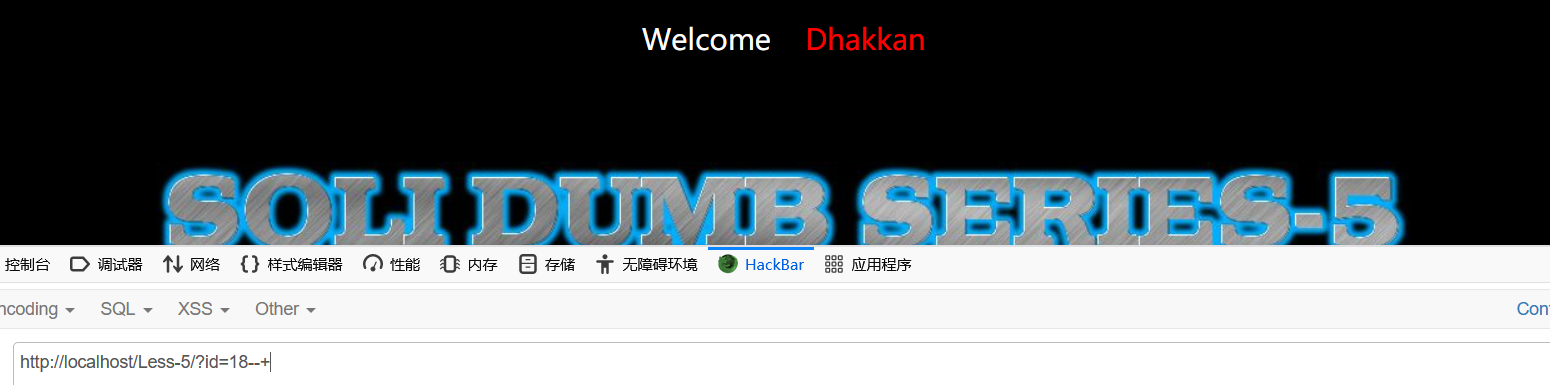 Welcome Dhakkan
SQLI DUMB SERIES-5
控制台 调试器 网络 样式编辑器 性能 内存 存储 无障碍环境 HackBar 应用程序
ncoding SQL XSS Other Con
http://localhost/Less-5/?id=18--+